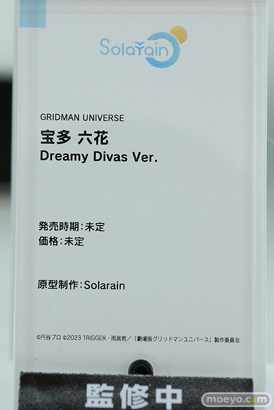 Solarain
GRIDMAN UNIVERSE
宝多 六花
Dreamy Divas Ver.
発売時期：未定
価格：未定
原型制作：Solarain
©円谷プロ ©2023 TRIGGER・雨宮哲／「劇場版グリッドマンユニバース」製作委員会
監修中
moeyo.com